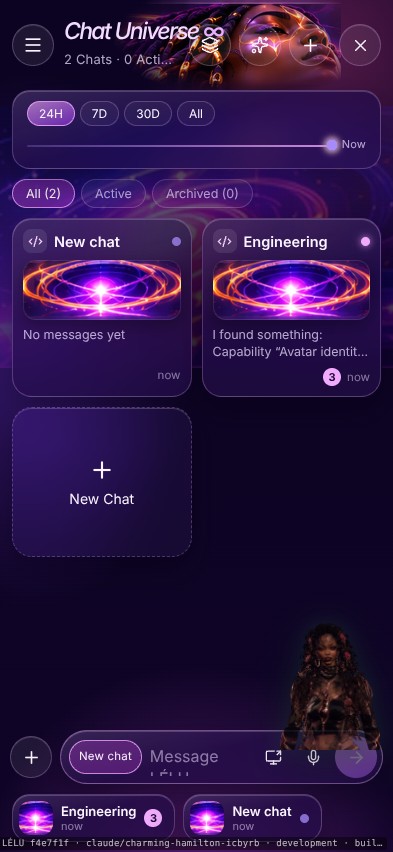 Chat Universe ∞
2 Chats · 0 Acti...
24H 7D 30D All
Now
All (2) Active Archived (0)
New chat
No messages yet
now
Engineering
I found something:
Capability “Avatar identit...
3 now
New Chat
New chat Message
Engineering 3
now
New chat
now
LÉLU f4e7f1f · claude/charming-hamilton-icbyrb · development · buil…